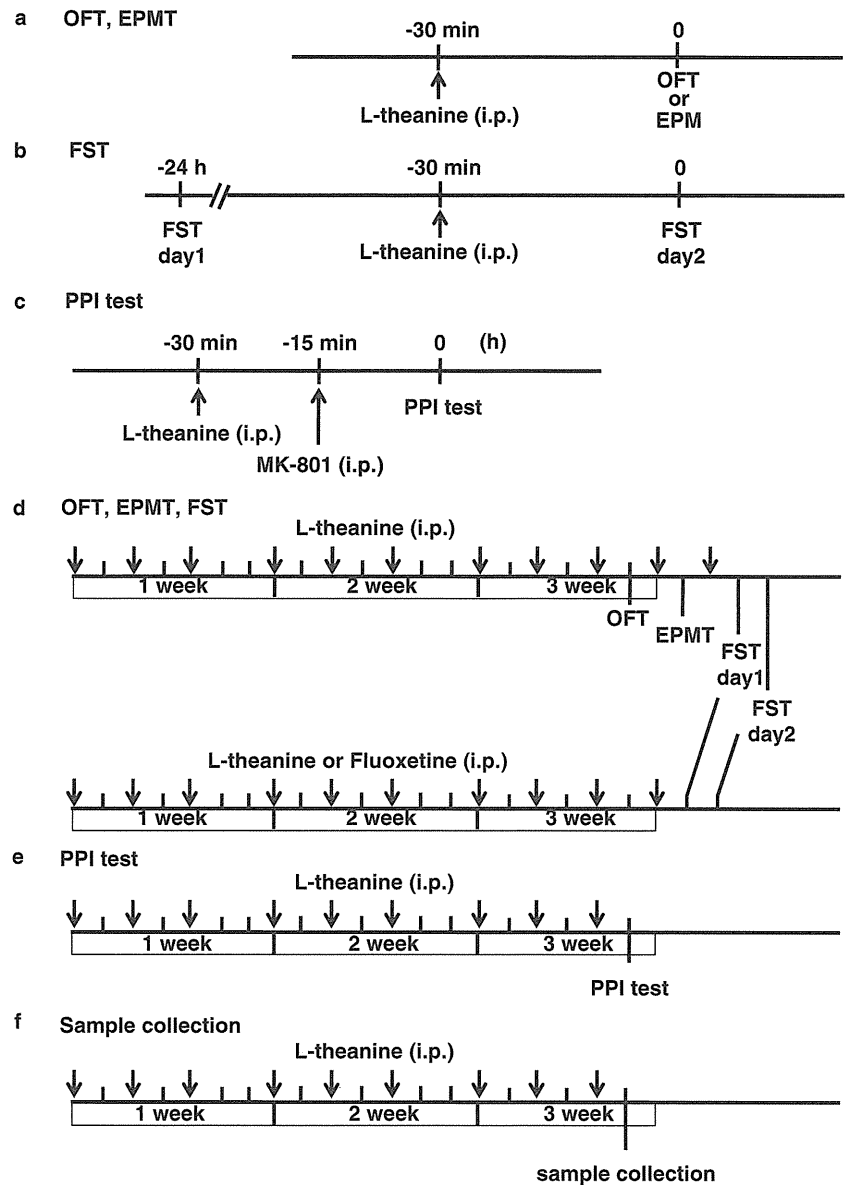 a OFT, EPMT
-30 min 0
L-theanine (i.p.)
OFT
or
EPM
b FST
-24 h -30 min 0
FST
day1
L-theanine (i.p.)
FST
day2
c PPI test
-30 min -15 min 0 (h)
L-theanine (i.p.)
PPI test
MK-801 (i.p.)
d OFT, EPMT, FST
L-theanine (i.p.)
1 week 2 week 3 week
OFT
EPMT
FST
day1
FST
day2
L-theanine or Fluoxetine (i.p.)
1 week 2 week 3 week
e PPI test
L-theanine (i.p.)
1 week 2 week 3 week
PPI test
f Sample collection
L-theanine (i.p.)
1 week 2 week 3 week
sample collection